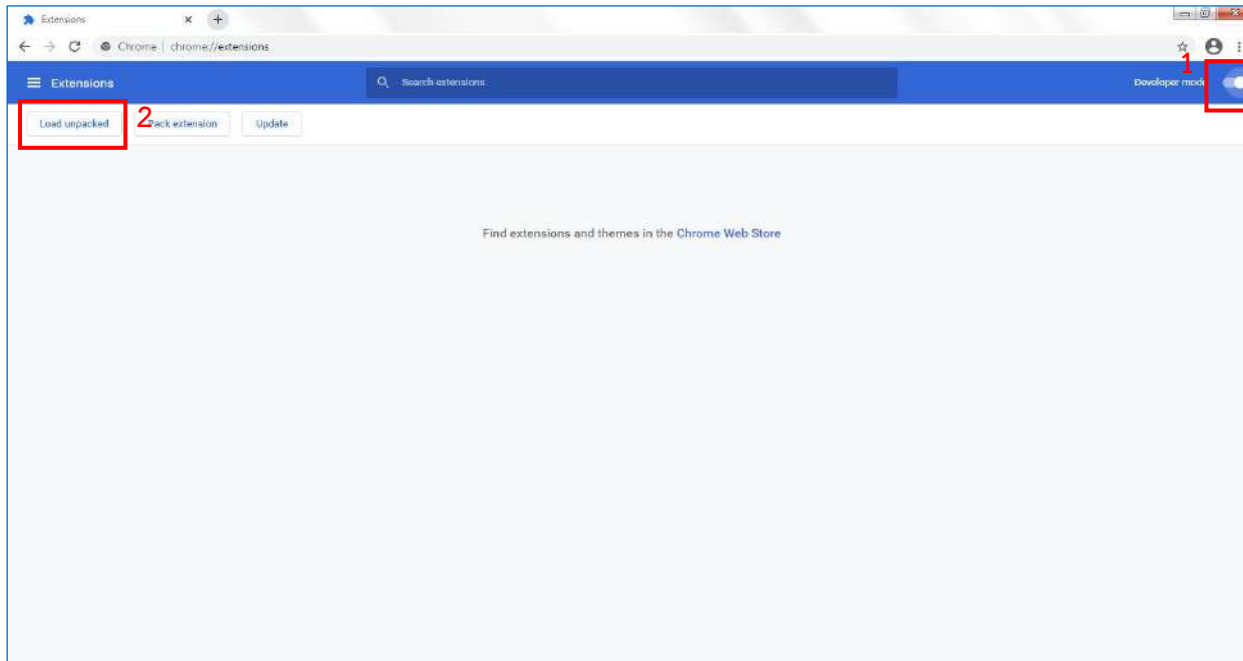 Extensions
Chrome | chrome://extensions
1
Extensions
Search extensions
Developer mode
Load unpacked
2
Pack extension
Update
Find extensions and themes in the Chrome Web Store